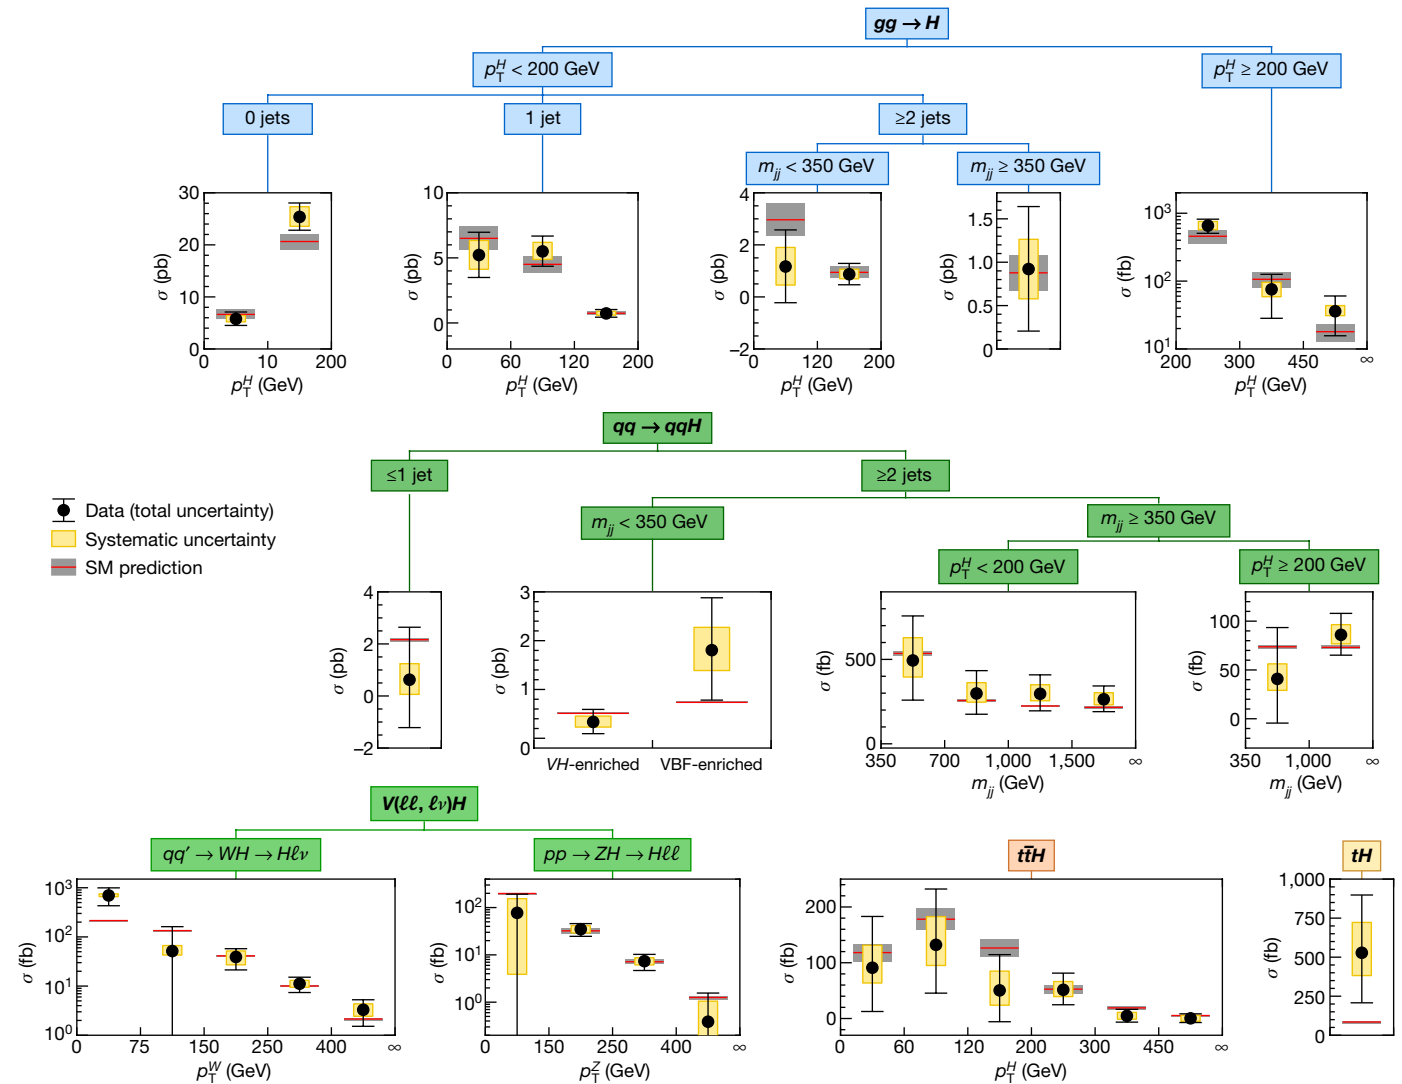 gg → H
p_T^H < 200 GeV
p_T^H ≥ 200 GeV
0 jets
1 jet
≥2 jets
m_jj < 350 GeV
m_jj ≥ 350 GeV
σ (pb)
30
20
10
0
0 10 200
p_T^H (GeV)
σ (pb)
10
5
0
0 60 120 200
p_T^H (GeV)
σ (pb)
4
2
0
−2
0 120 200
p_T^H (GeV)
σ (pb)
1.5
1.0
0.5
0
σ (fb)
10^3
10^2
10^1
200 300 450 ∞
p_T^H (GeV)
qq → qqH
≤1 jet
≥2 jets
m_jj < 350 GeV
m_jj ≥ 350 GeV
p_T^H < 200 GeV
p_T^H ≥ 200 GeV
Data (total uncertainty)
Systematic uncertainty
SM prediction
σ (pb)
4
2
0
−2
σ (pb)
3
2
1
0
VH-enriched VBF-enriched
σ (fb)
500
0
350 700 1,000 1,500 ∞
m_jj (GeV)
σ (fb)
100
50
0
350 1,000 ∞
m_jj (GeV)
V(ℓℓ, ℓν)H
qq′ → WH → Hℓν
pp → ZH → Hℓℓ
tt̄H
tH
σ (fb)
10^3
10^2
10^1
10^0
0 75 150 250 400 ∞
p_T^W (GeV)
σ (fb)
10^2
10^1
10^0
0 75 150 250 400 ∞
p_T^Z (GeV)
σ (fb)
200
100
0
0 60 120 200 300 450 ∞
p_T^H (GeV)
σ (fb)
1,000
750
500
250
0